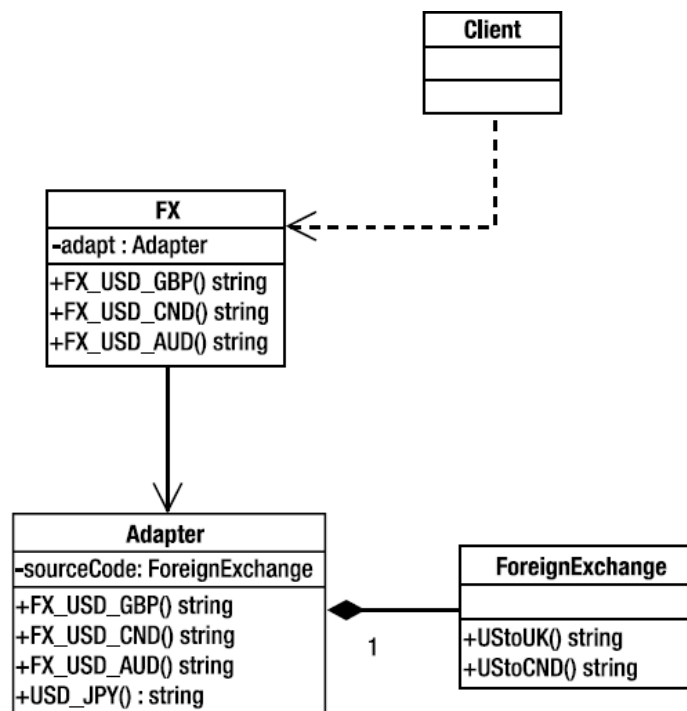 Client
FX
-adapt : Adapter
+FX_USD_GBP() string
+FX_USD_CND() string
+FX_USD_AUD() string
Adapter
-sourceCode: ForeignExchange
+FX_USD_GBP() string
+FX_USD_CND() string
+FX_USD_AUD() string
+USD_JPY() : string
1
ForeignExchange
+UStoUK() string
+UStoCND() string